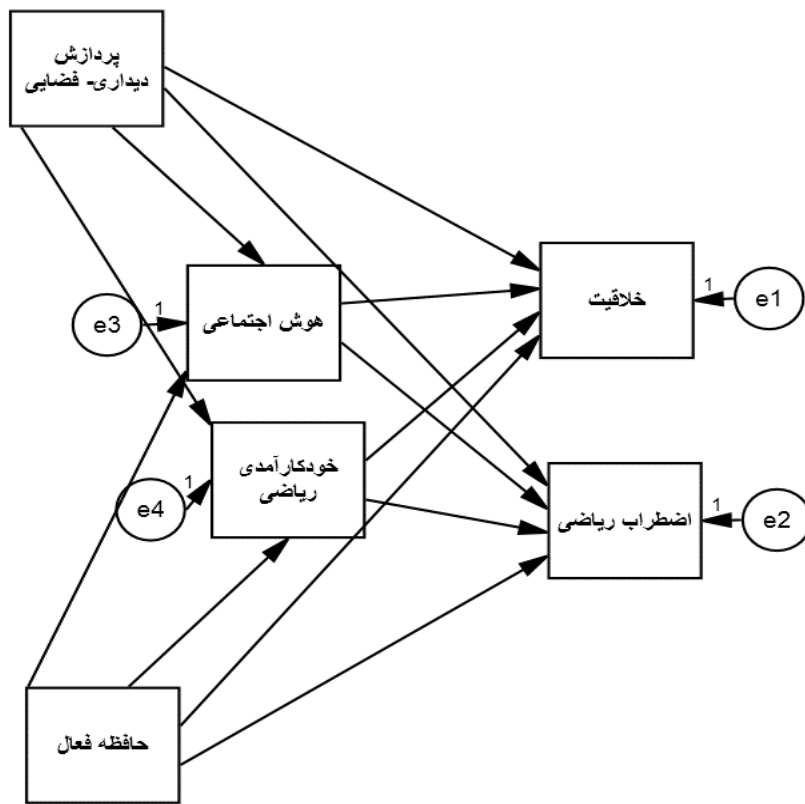 پردازش
دیداری- فضایی
هوش اجتماعی
خلاقیت
خودکارآمدی
ریاضی
اضطراب ریاضی
حافظه فعال
e3
1
e4
1
1
e1
1
e2